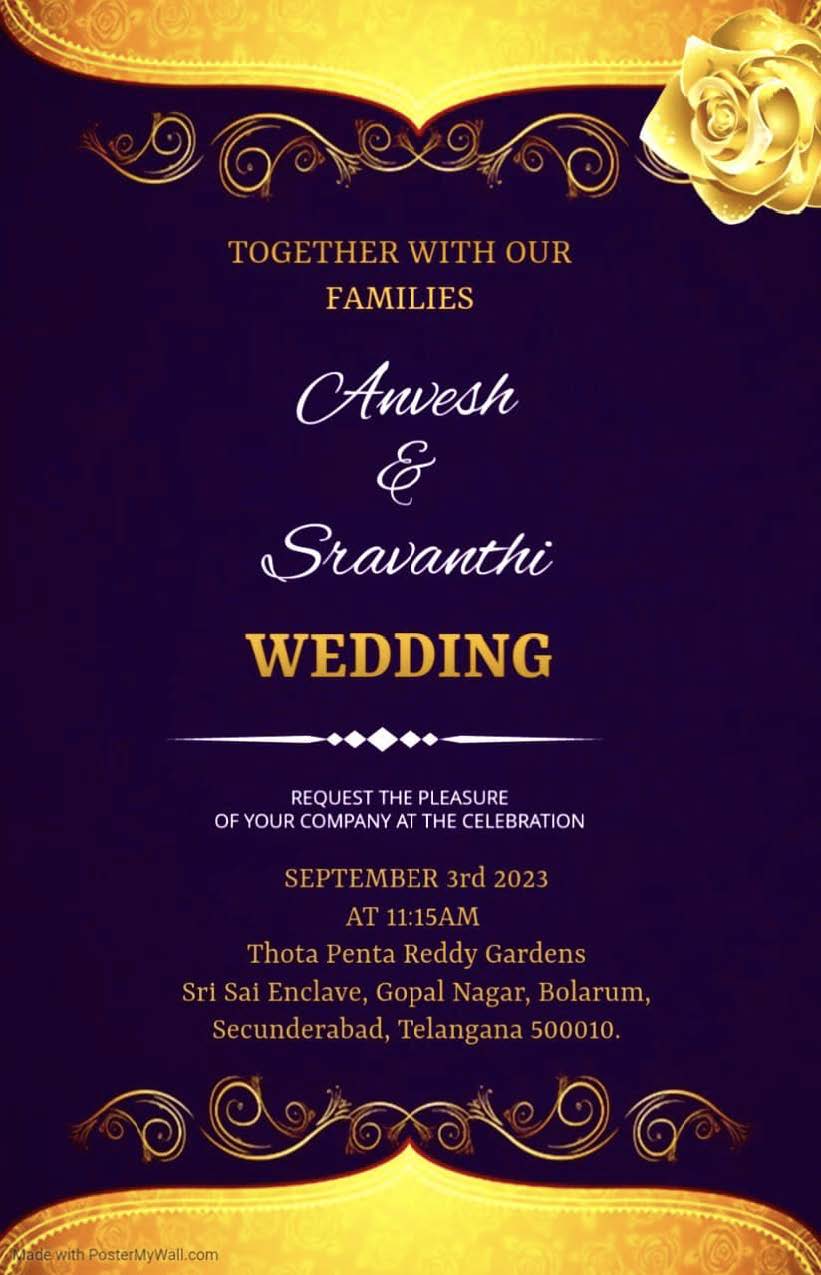 TOGETHER WITH OUR
FAMILIES
Anvesh
&
Sravanthi
WEDDING
REQUEST THE PLEASURE
OF YOUR COMPANY AT THE CELEBRATION
SEPTEMBER 3rd 2023
AT 11:15AM
Thota Penta Reddy Gardens
Sri Sai Enclave, Gopal Nagar, Bolarum,
Secunderabad, Telangana 500010.
Made with PosterMyWall.com